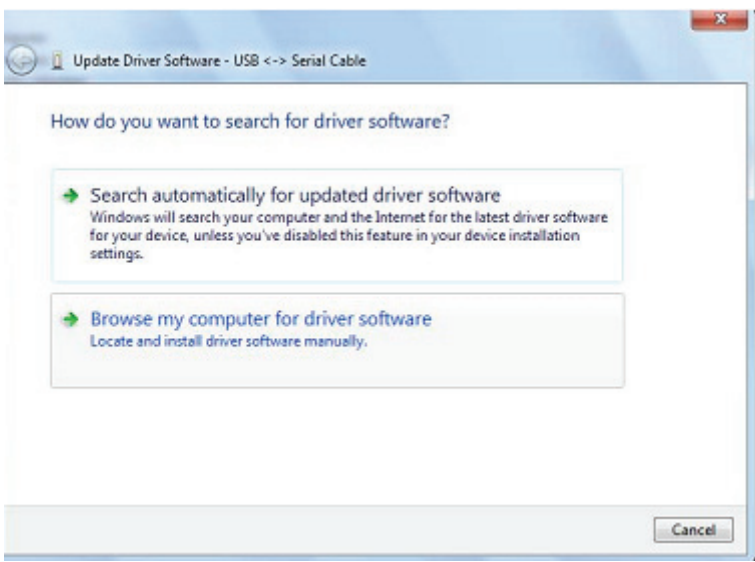 Update Driver Software - USB <-> Serial Cable
How do you want to search for driver software?
Search automatically for updated driver software
Windows will search your computer and the Internet for the latest driver software
for your device, unless you've disabled this feature in your device installation
settings.
Browse my computer for driver software
Locate and install driver software manually.
Cancel